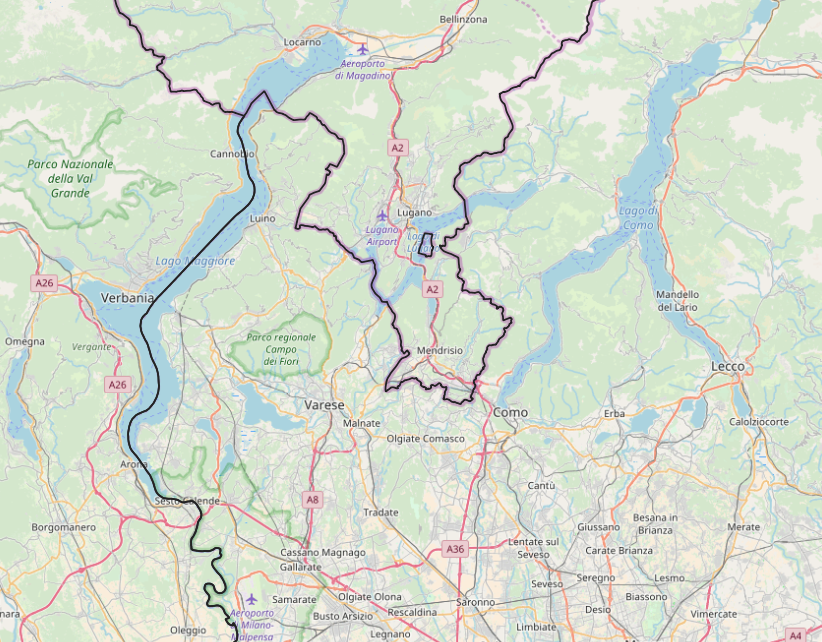 Bellinzona
Locarno
Aeroporto
di Magadino
A2
Cannobio
Parco Nazionale
della Val
Grande
Luino
Lugano
Lugano
Airport
Lago di
Lago di
Como
Lago Maggiore
A26
Verbania
A2
Mandello
del Lario
Omegna
Vergante
Parco regionale
Campo
dei Fiori
Mendrisio
Lecco
A26
Varese
Como
Erba
Malnate
Calolziocorte
Olgiate Comasco
Arona
Cantù
Sesto Calende
A8
Tradate
Besana in
Brianza
Giussano
Merate
Borgomanero
Lentate sul
Seveso
A36
Carate Brianza
Cassano Magnago
Gallarate
Seveso
Seregno
Lesmo
Samarate
Olgiate Olona
Biassono
Saronno
Desio
Aeroporto
Milano-
Malpensa
Busto Arsizio
Rescaldina
Vimercate
Oleggio
Legnano
Limbiate
A4